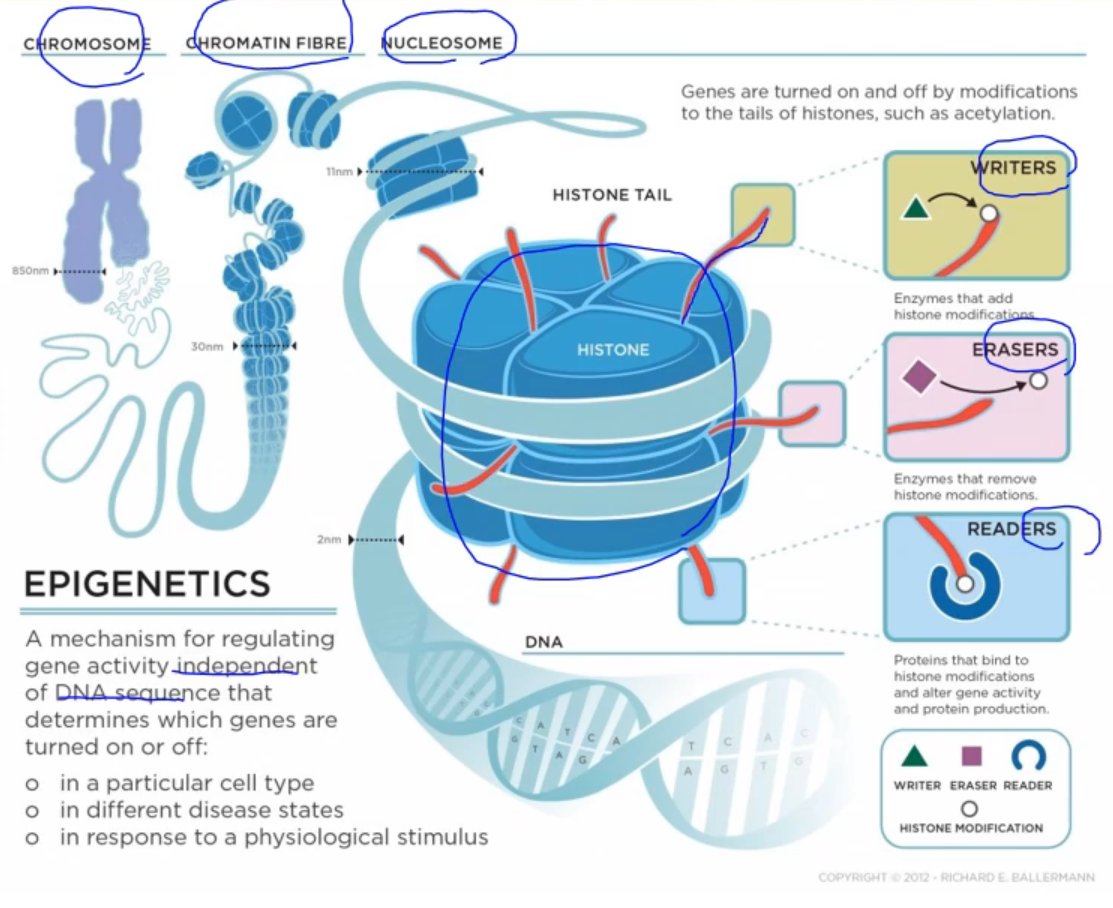 CHROMOSOME
CHROMATIN FIBRE
NUCLEOSOME
Genes are turned on and off by modifications
to the tails of histones, such as acetylation.
11nm
HISTONE TAIL
WRITERS
850nm
Enzymes that add
histone modifications.
30nm
HISTONE
ERASERS
Enzymes that remove
histone modifications.
2nm
READERS
EPIGENETICS
A mechanism for regulating
gene activity independent
of DNA sequence that
determines which genes are
turned on or off:
o in a particular cell type
o in different disease states
o in response to a physiological stimulus
DNA
C A T C A
G T A G
T C A C
A G T G
Proteins that bind to
histone modifications
and alter gene activity
and protein production.
WRITER ERASER READER
HISTONE MODIFICATION
COPYRIGHT © 2012 - RICHARD E. BALLERMANN